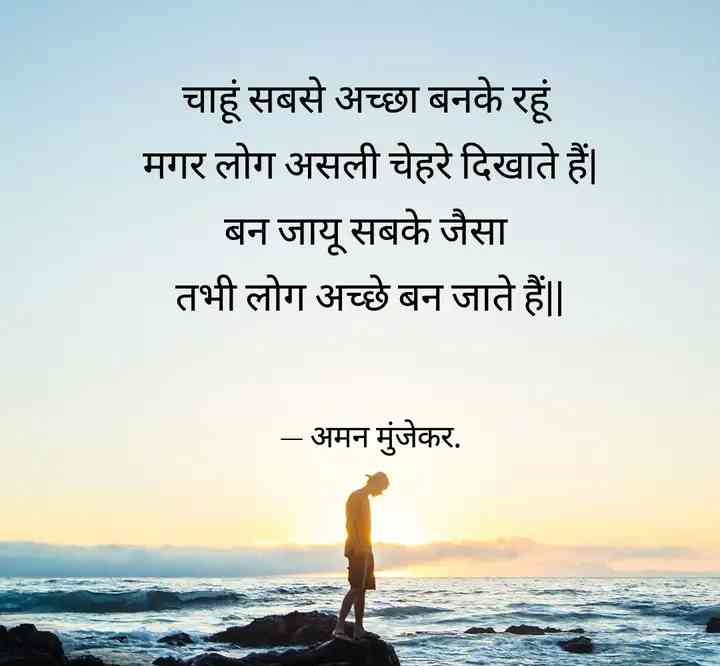 चाहूं सबसे अच्छा बनके रहूं
मगर लोग असली चेहरे दिखाते हैं|
बन जायू सबके जैसा
तभी लोग अच्छे बन जाते हैं||
— अमन मुंजेकर.